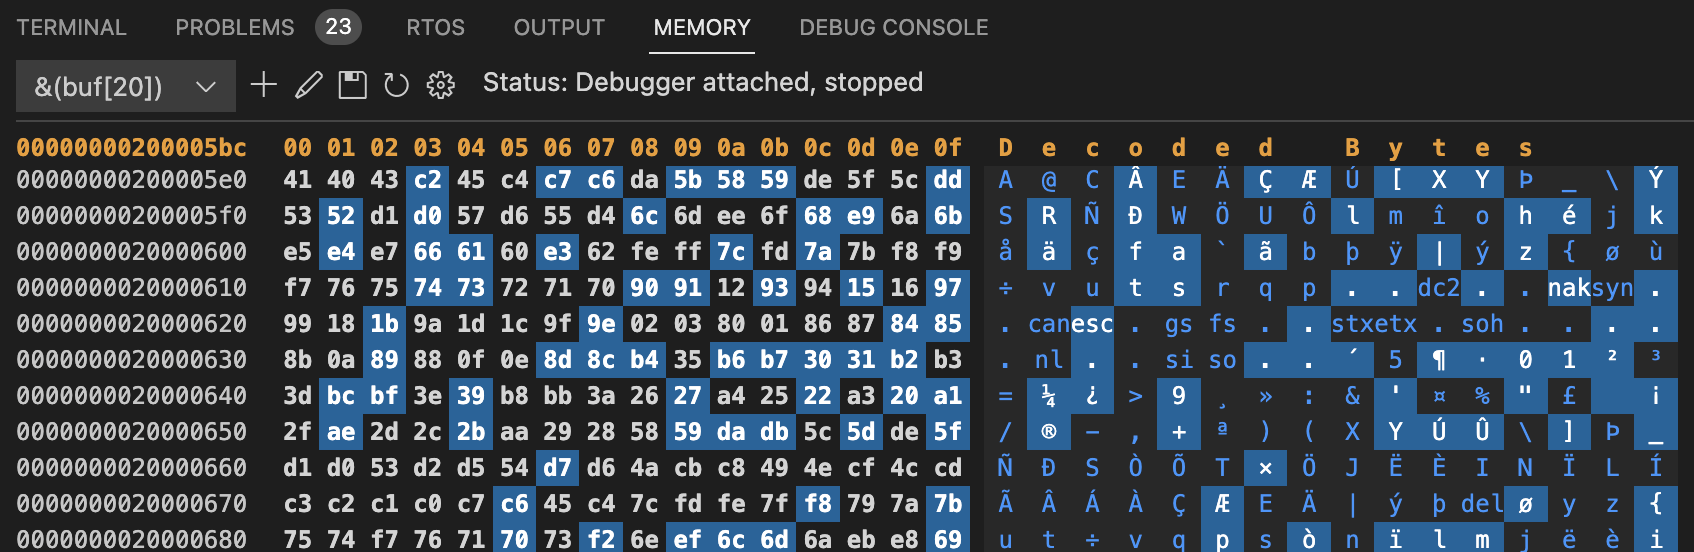 TERMINAL PROBLEMS 23 RTOS OUTPUT MEMORY DEBUG CONSOLE
&(buf[20]) Status: Debugger attached, stopped
00000000200005bc 00 01 02 03 04 05 06 07 08 09 0a 0b 0c 0d 0e 0f Decoded Bytes
00000000200005e0 41 40 43 c2 45 c4 c7 c6 da 5b 58 59 de 5f 5c dd A @ C Â E Ä Ç Æ Ú [ X Y Þ _ \ Ý
00000000200005f0 53 52 d1 d0 57 d6 55 d4 6c 6d ee 6f 68 e9 6a 6b S R Ñ Ð W Ö U Ô l m î o h é j k
0000000020000600 e5 e4 e7 66 61 60 e3 62 fe ff 7c fd 7a 7b f8 f9 å ä ç f a ` ã b þ ÿ | ý z { ø ù
0000000020000610 f7 76 75 74 73 72 71 70 90 91 12 93 94 15 16 97 ÷ v u t s r q p . . dc2 . . nak syn .
0000000020000620 99 18 1b 9a 1d 1c 9f 9e 02 03 80 01 86 87 84 85 . can esc . gs fs . . stx etx . soh . . . .
0000000020000630 8b 0a 89 88 0f 0e 8d 8c b4 35 b6 b7 30 31 b2 b3 . nl . . si so . . ´ 5 ¶ · 0 1 ² ³
0000000020000640 3d bc bf 3e 39 b8 bb 3a 26 27 a4 25 22 a3 20 a1 = ¼ ¿ > 9 ¸ » : & ' ¤ % " £ ¡
0000000020000650 2f ae 2d 2c 2b aa 29 28 58 59 da db 5c 5d de 5f / ® - , + ª ) ( X Y Ú Û \ ] Þ _
0000000020000660 d1 d0 53 d2 d5 54 d7 d6 4a cb c8 49 4e cf 4c cd Ñ Ð S Ò Õ T × Ö J Ë È I N Ï L Í
0000000020000670 c3 c2 c1 c0 c7 c6 45 c4 7c fd fe 7f f8 79 7a 7b Ã Â Á À Ç Æ E Ä | ý þ del ø y z {
0000000020000680 75 74 f7 76 71 70 73 f2 6e ef 6c 6d 6a eb e8 69 u t ÷ v q p s ò n ï l m j ë è i